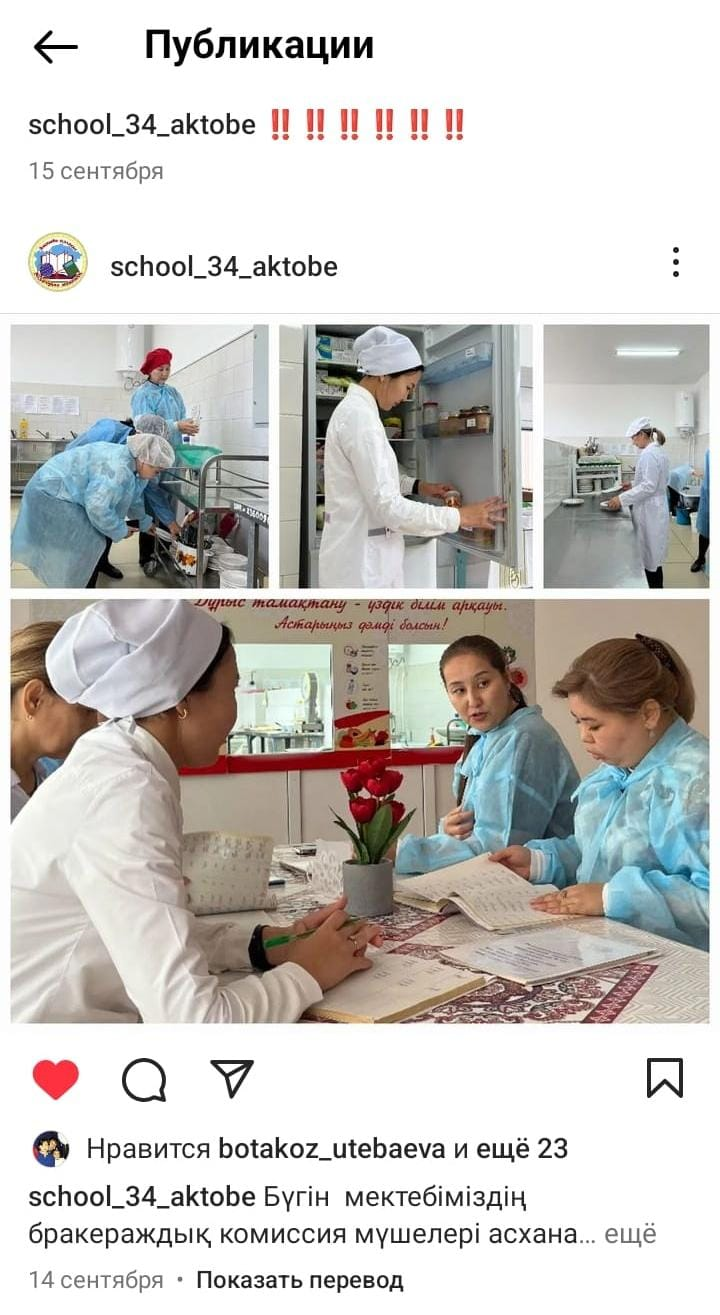 Публикации
school_34_aktobe ‼️ ‼️ ‼️ ‼️ ‼️ ‼️
15 сентября
school_34_aktobe
Дұрыс тамақтану - үздік білім арқауы.
Астарыңыз дәмді болсын!
Нравится botakoz_utebaeva и ещё 23
school_34_aktobe Бүгін мектебіміздің
бракераждық комиссия мүшелері асхана... ещё
14 сентября • Показать перевод